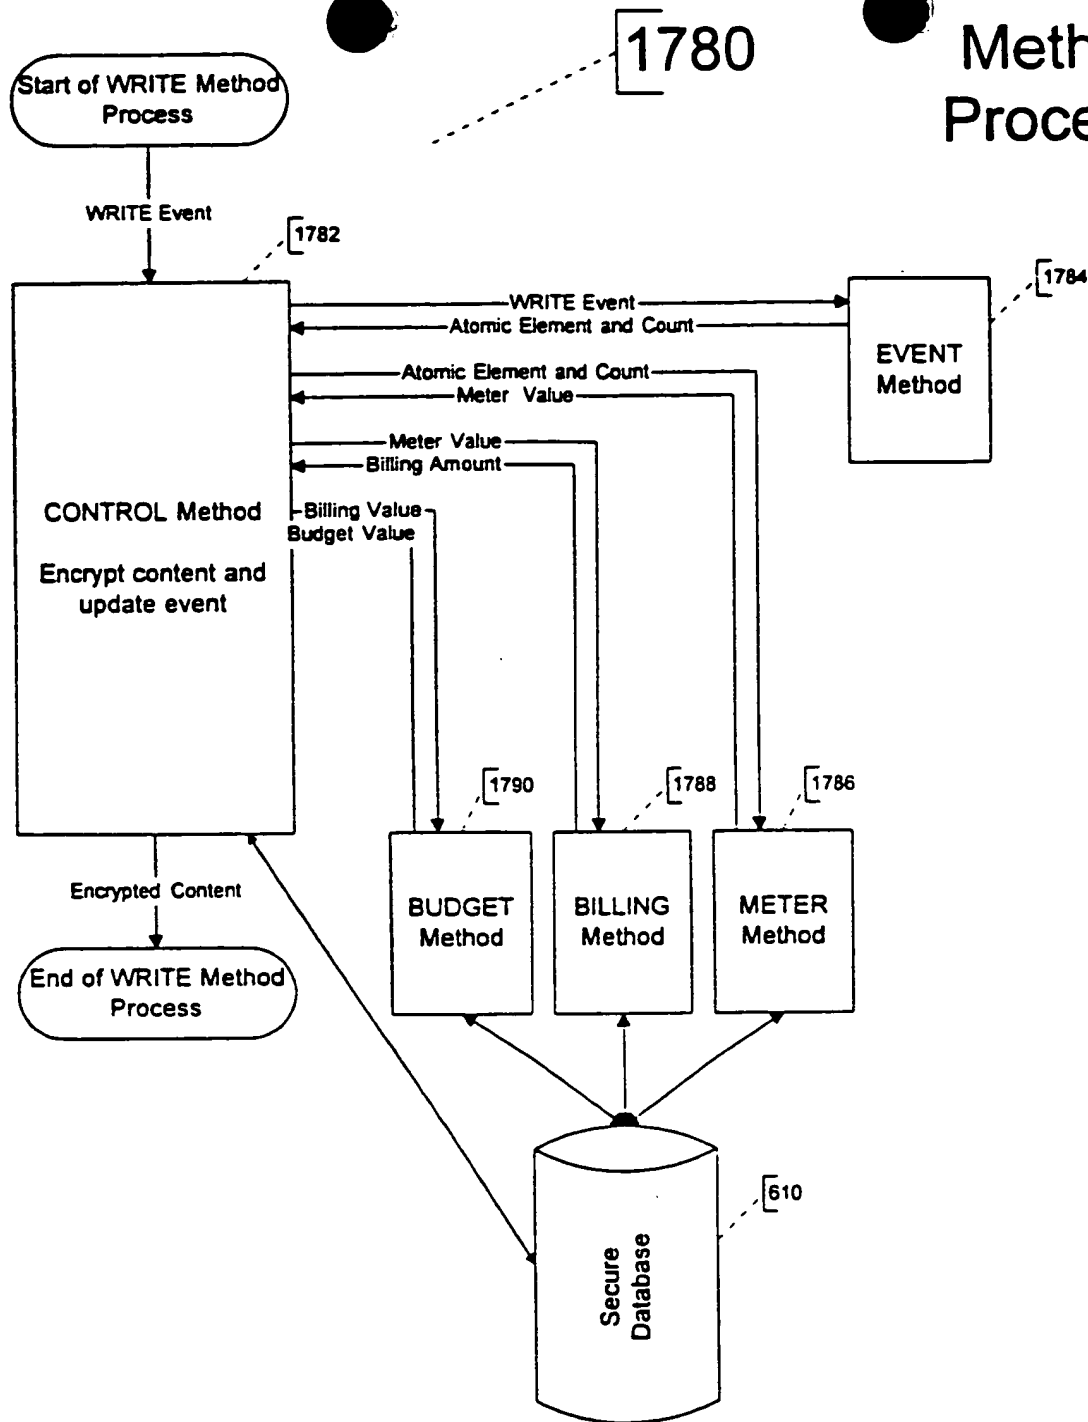 1780
Meth
Proce
Start of WRITE Method
Process
WRITE Event
1782
1784
WRITE Event
Atomic Element and Count
EVENT
Method
Atomic Element and Count
Meter Value
Meter Value
Billing Amount
CONTROL Method
Billing Value
Budget Value
Encrypt content and
update event
1790
1788
1786
Encrypted Content
BUDGET
Method
BILLING
Method
METER
Method
End of WRITE Method
Process
610
Secure
Database